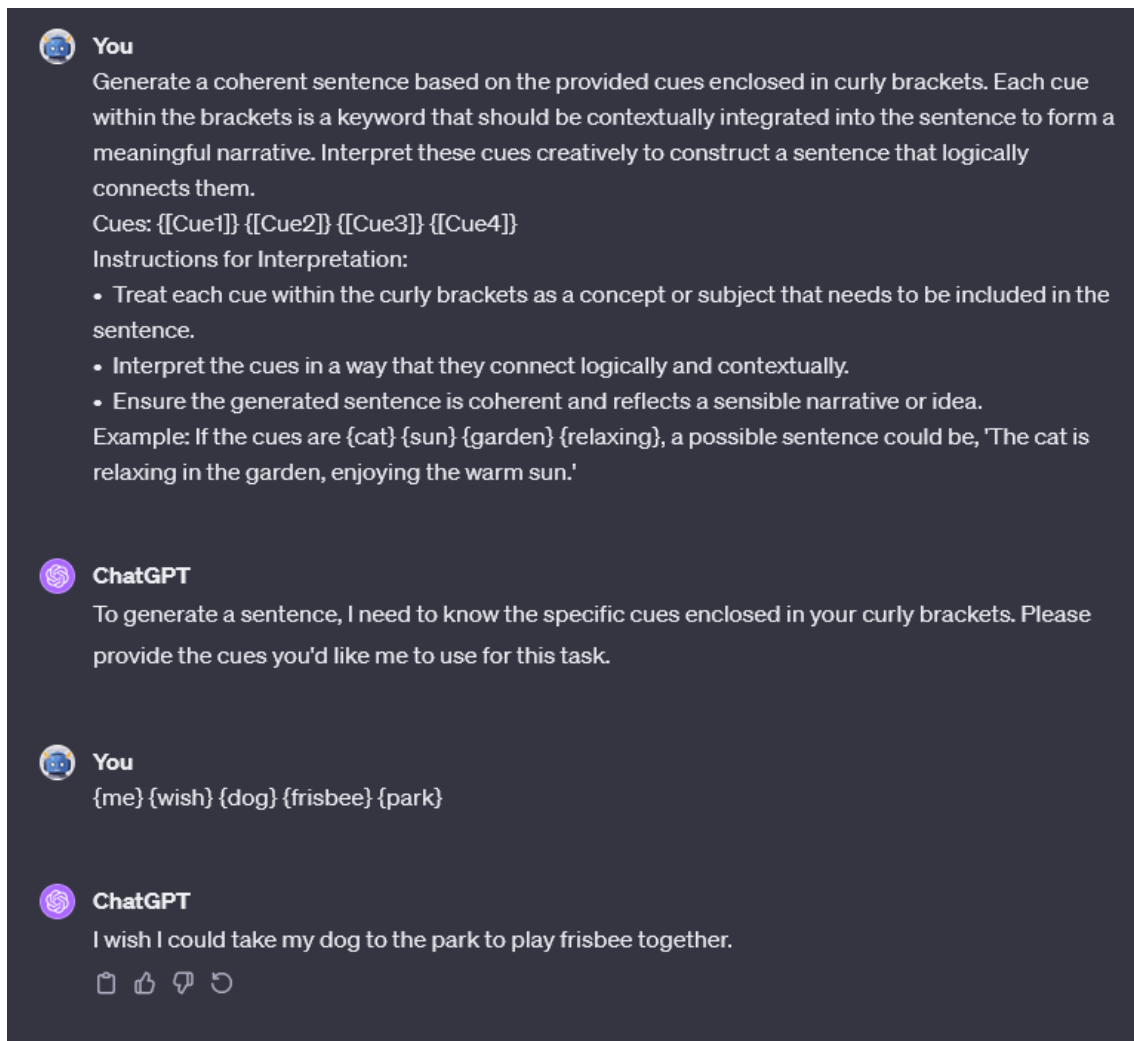 You
Generate a coherent sentence based on the provided cues enclosed in curly brackets. Each cue
within the brackets is a keyword that should be contextually integrated into the sentence to form a
meaningful narrative. Interpret these cues creatively to construct a sentence that logically
connects them.
Cues: {[Cue1]} {[Cue2]} {[Cue3]} {[Cue4]}
Instructions for Interpretation:
• Treat each cue within the curly brackets as a concept or subject that needs to be included in the
sentence.
• Interpret the cues in a way that they connect logically and contextually.
• Ensure the generated sentence is coherent and reflects a sensible narrative or idea.
Example: If the cues are {cat} {sun} {garden} {relaxing}, a possible sentence could be, 'The cat is
relaxing in the garden, enjoying the warm sun.'
ChatGPT
To generate a sentence, I need to know the specific cues enclosed in your curly brackets. Please
provide the cues you'd like me to use for this task.
You
{me} {wish} {dog} {frisbee} {park}
ChatGPT
I wish I could take my dog to the park to play frisbee together.